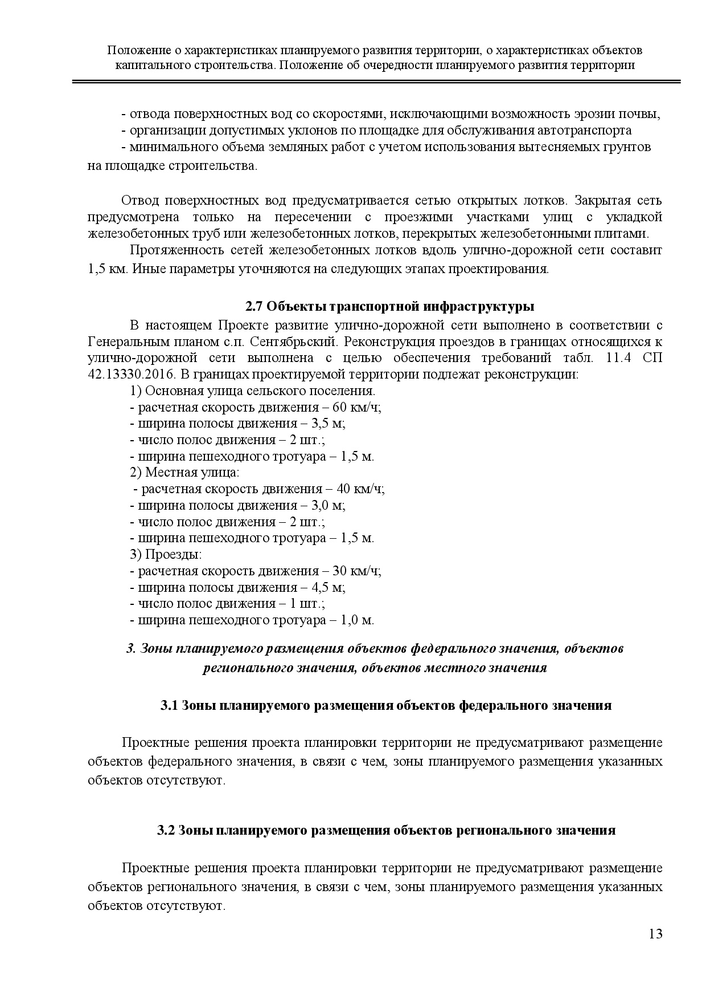 Положение о характеристиках планируемого развития территории, о характеристиках объектов
капитального строительства. Положение об очередности планируемого развития территории
- отвода поверхностных вод со скоростями, исключающими возможность эрозии почвы,
- организации допустимых уклонов по площадке для обслуживания автотранспорта
- минимального объема земляных работ с учетом использования вытесняемых грунтов
на площадке строительства.
Отвод поверхностных вод предусматривается сетью открытых лотков. Закрытая сеть
предусмотрена только на пересечении с проезжими участками улиц с укладкой
железобетонных труб или железобетонных лотков, перекрытых железобетонными плитами.
Протяженность сетей железобетонных лотков вдоль улично-дорожной сети составит
1,5 км. Иные параметры уточняются на следующих этапах проектирования.
2.7 Объекты транспортной инфраструктуры
В настоящем Проекте развитие улично-дорожной сети выполнено в соответствии с
Генеральным планом с.п. Сентябрьский. Реконструкция проездов в границах относящихся к
улично-дорожной сети выполнена с целью обеспечения требований табл. 11.4 СП
42.13330.2016. В границах проектируемой территории подлежат реконструкции:
1) Основная улица сельского поселения.
- расчетная скорость движения – 60 км/ч;
- ширина полосы движения – 3,5 м;
- число полос движения – 2 шт.;
- ширина пешеходного тротуара – 1,5 м.
2) Местная улица:
- расчетная скорость движения – 40 км/ч;
- ширина полосы движения – 3,0 м;
- число полос движения – 2 шт.;
- ширина пешеходного тротуара – 1,5 м.
3) Проезды:
- расчетная скорость движения – 30 км/ч;
- ширина полосы движения – 4,5 м;
- число полос движения – 1 шт.;
- ширина пешеходного тротуара – 1,0 м.
3. Зоны планируемого размещения объектов федерального значения, объектов
регионального значения, объектов местного значения
3.1 Зоны планируемого размещения объектов федерального значения
Проектные решения проекта планировки территории не предусматривают размещение
объектов федерального значения, в связи с чем, зоны планируемого размещения указанных
объектов отсутствуют.
3.2 Зоны планируемого размещения объектов регионального значения
Проектные решения проекта планировки территории не предусматривают размещение
объектов регионального значения, в связи с чем, зоны планируемого размещения указанных
объектов отсутствуют.
13